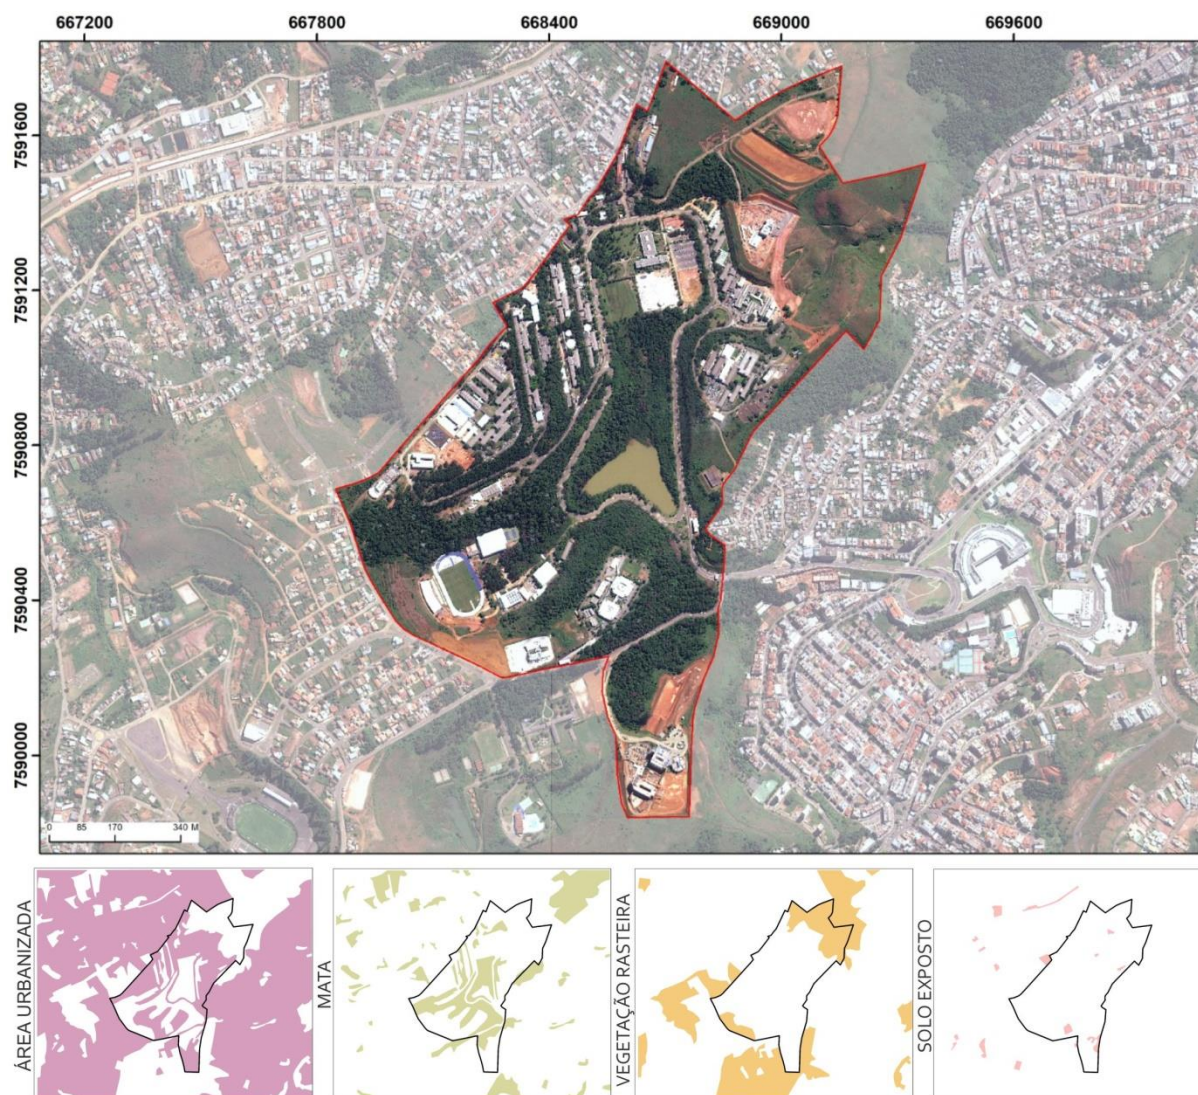 667200 667800 668400 669000 669600
7591600
7591200
7590800
7590400
7590000
0 85 170 340 M
ÁREA URBANIZADA
MATA
VEGETAÇÃO RASTEIRA
SOLO EXPOSTO